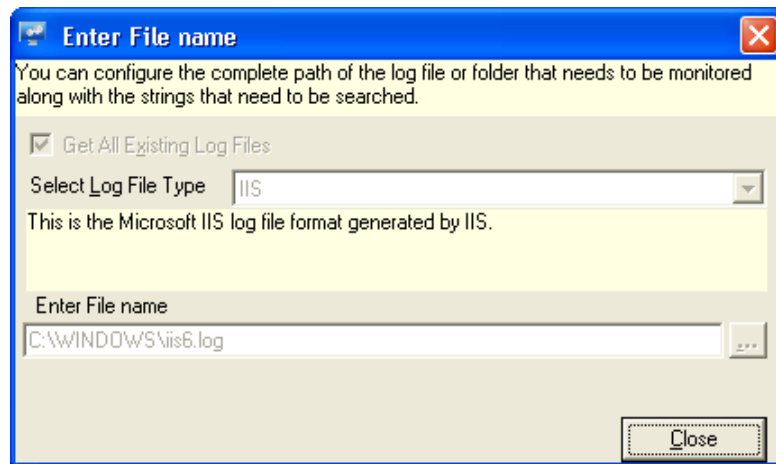 Enter File name
You can configure the complete path of the log file or folder that needs to be monitored
along with the strings that need to be searched.
Get All Existing Log Files
Select Log File Type IIS
This is the Microsoft IIS log file format generated by IIS.
Enter File name
C:\WINDOWS\iis6.log ...
Close